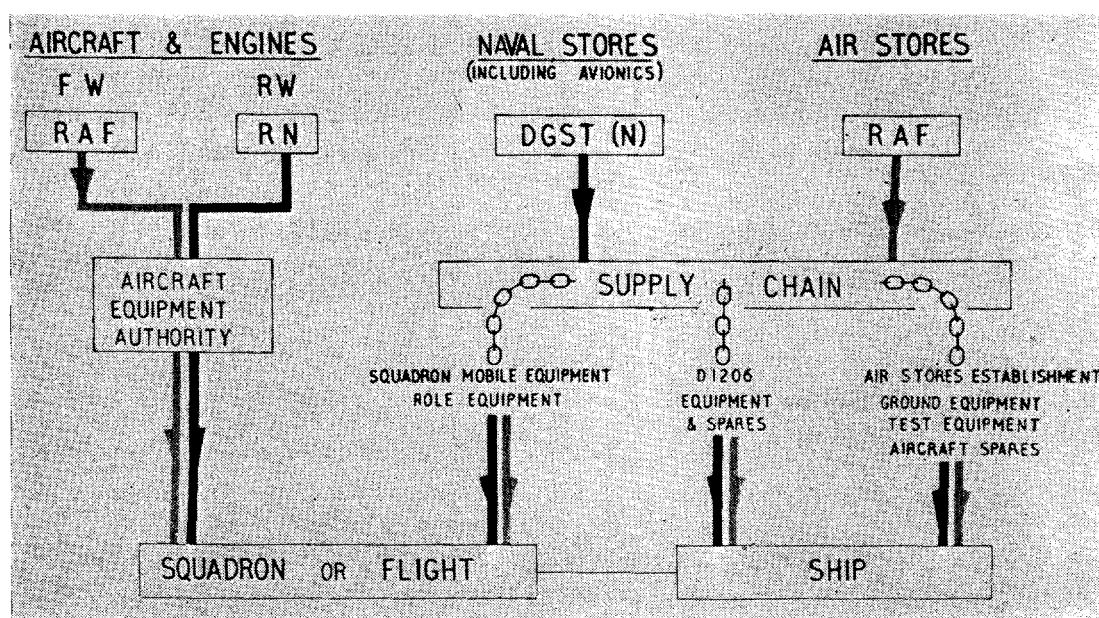 AIRCRAFT & ENGINES
NAVAL STORES
(INCLUDING AVIONICS)
AIR STORES
FW
RW
RAF
RN
DGST (N)
RAF
AIRCRAFT
EQUIPMENT
AUTHORITY
SUPPLY CHAIN
SQUADRON MOBILE EQUIPMENT
ROLE EQUIPMENT
D1206
EQUIPMENT
& SPARES
AIR STORES ESTABLISHMENT
GROUND EQUIPMENT
TEST EQUIPMENT
AIRCRAFT SPARES
SQUADRON OR FLIGHT
SHIP